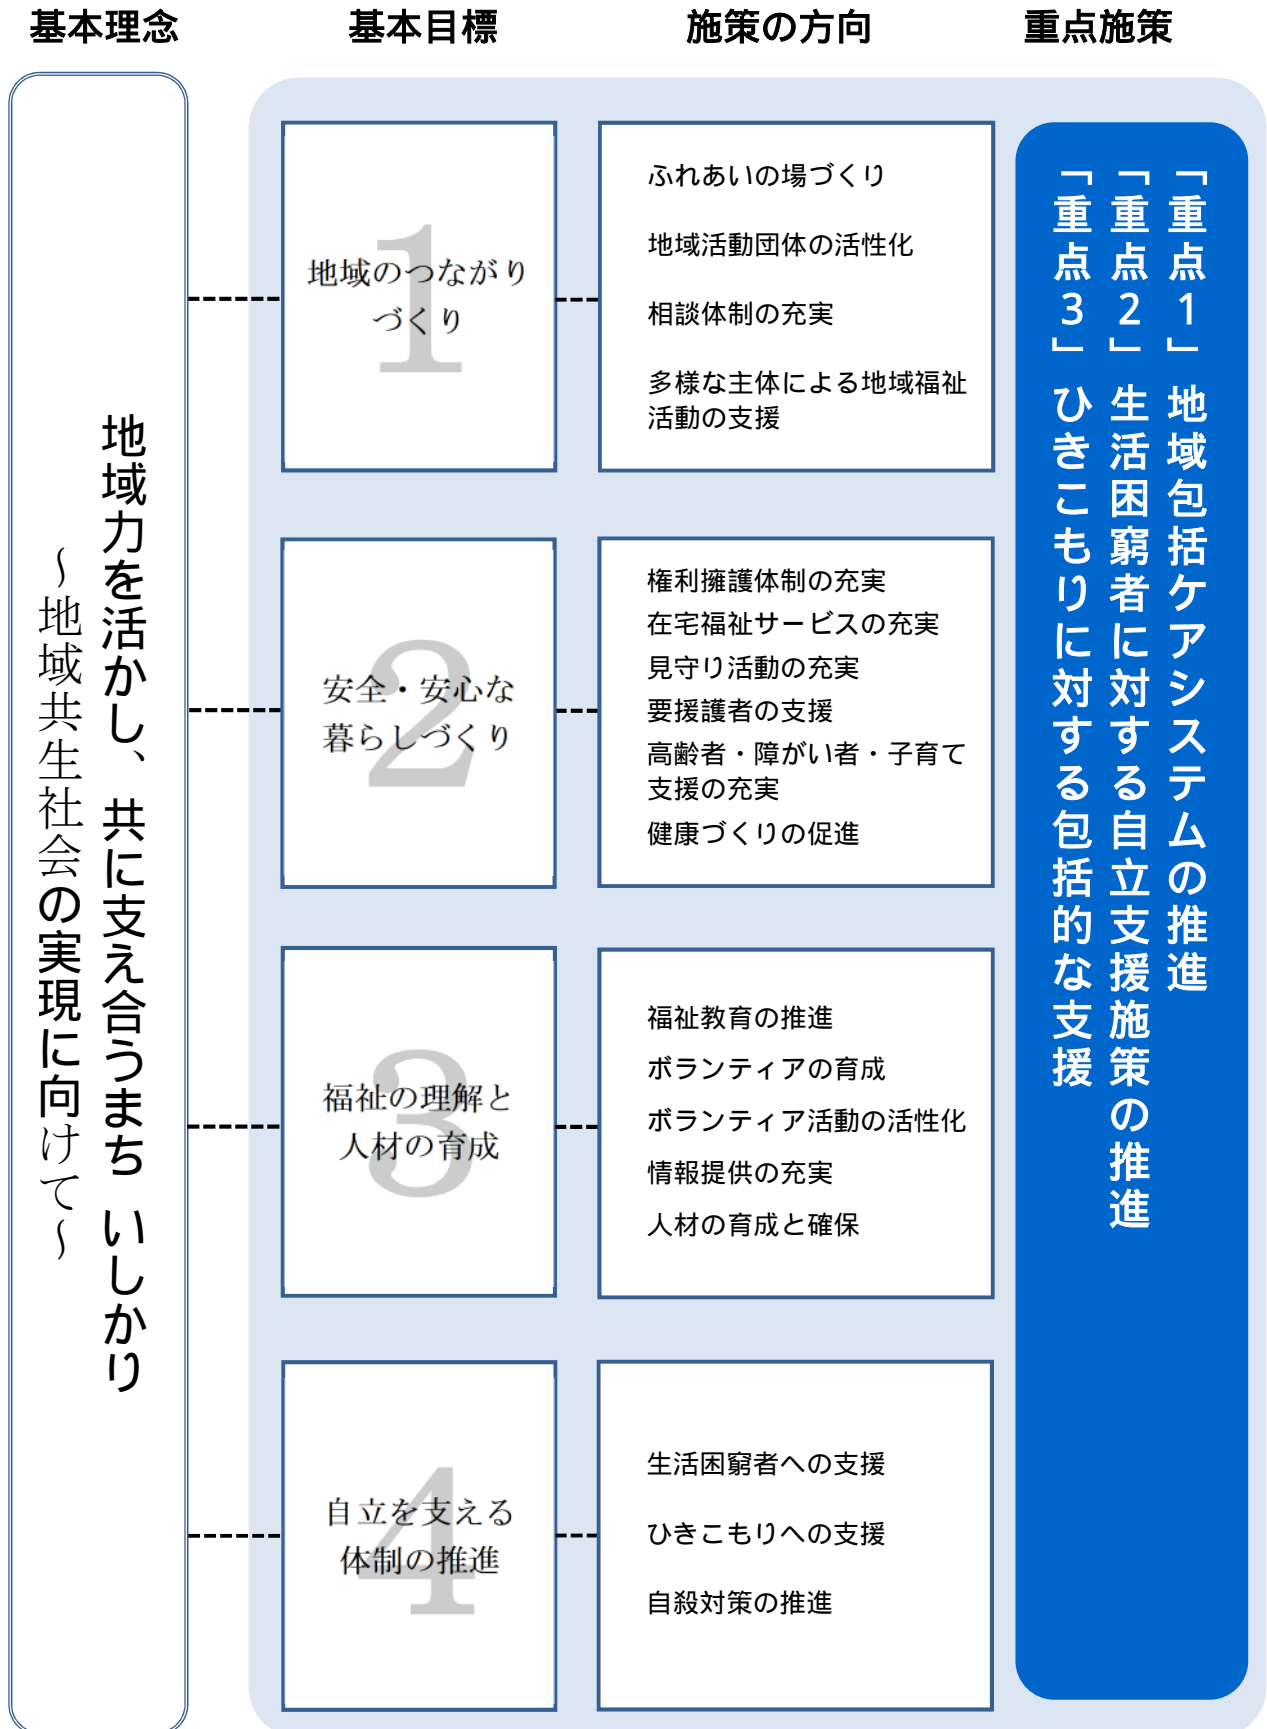 基本理念
基本目標
施策の方向
重点施策
地域力を活かし、共に支え合うまち いしかり
～地域共生社会の実現に向けて～
1
地域のつながり
づくり
ふれあいの場づくり
地域活動団体の活性化
相談体制の充実
多様な主体による地域福祉
活動の支援
2
安全・安心な
暮らしづくり
権利擁護体制の充実
在宅福祉サービスの充実
見守り活動の充実
要援護者の支援
高齢者・障がい者・子育て
支援の充実
健康づくりの促進
3
福祉の理解と
人材の育成
福祉教育の推進
ボランティアの育成
ボランティア活動の活性化
情報提供の充実
人材の育成と確保
4
自立を支える
体制の推進
生活困窮者への支援
ひきこもりへの支援
自殺対策の推進
「重点1」 地域包括ケアシステムの推進
「重点2」 生活困窮者に対する自立支援施策の推進
「重点3」 ひきこもりに対する包括的な支援